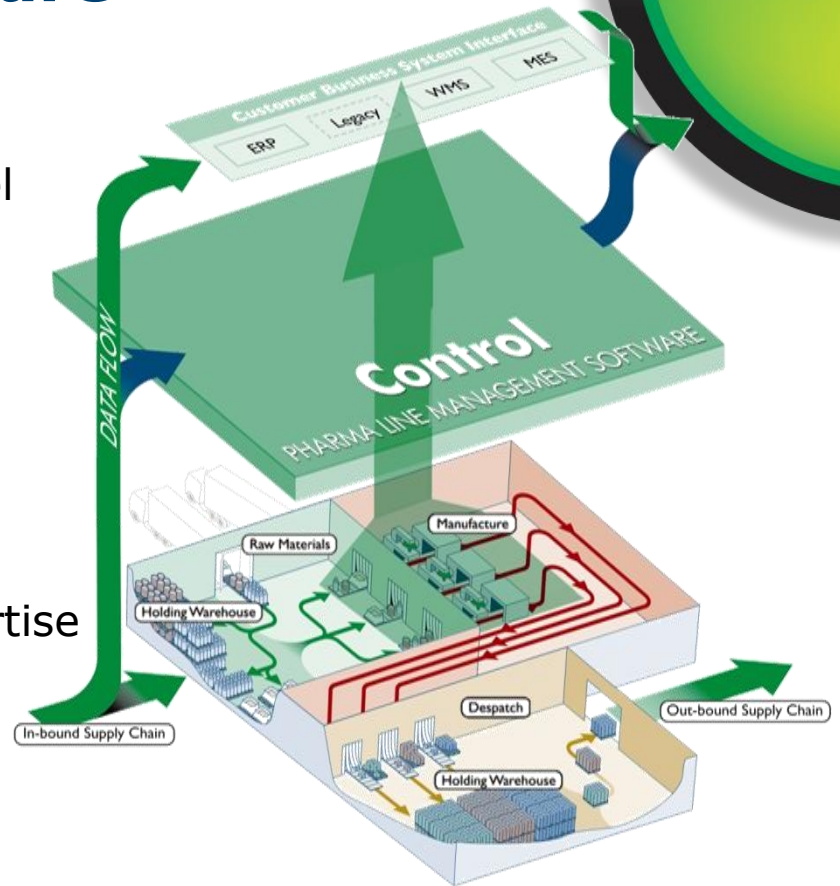 Customer Business System Interface
ERP
Legacy
WMS
MES
DATA FLOW
Control
PHARMA LINE MANAGEMENT SOFTWARE
Manufacture
Raw Materials
Holding Warehouse
In-bound Supply Chain
Despatch
Out-bound Supply Chain
Holding Warehouse